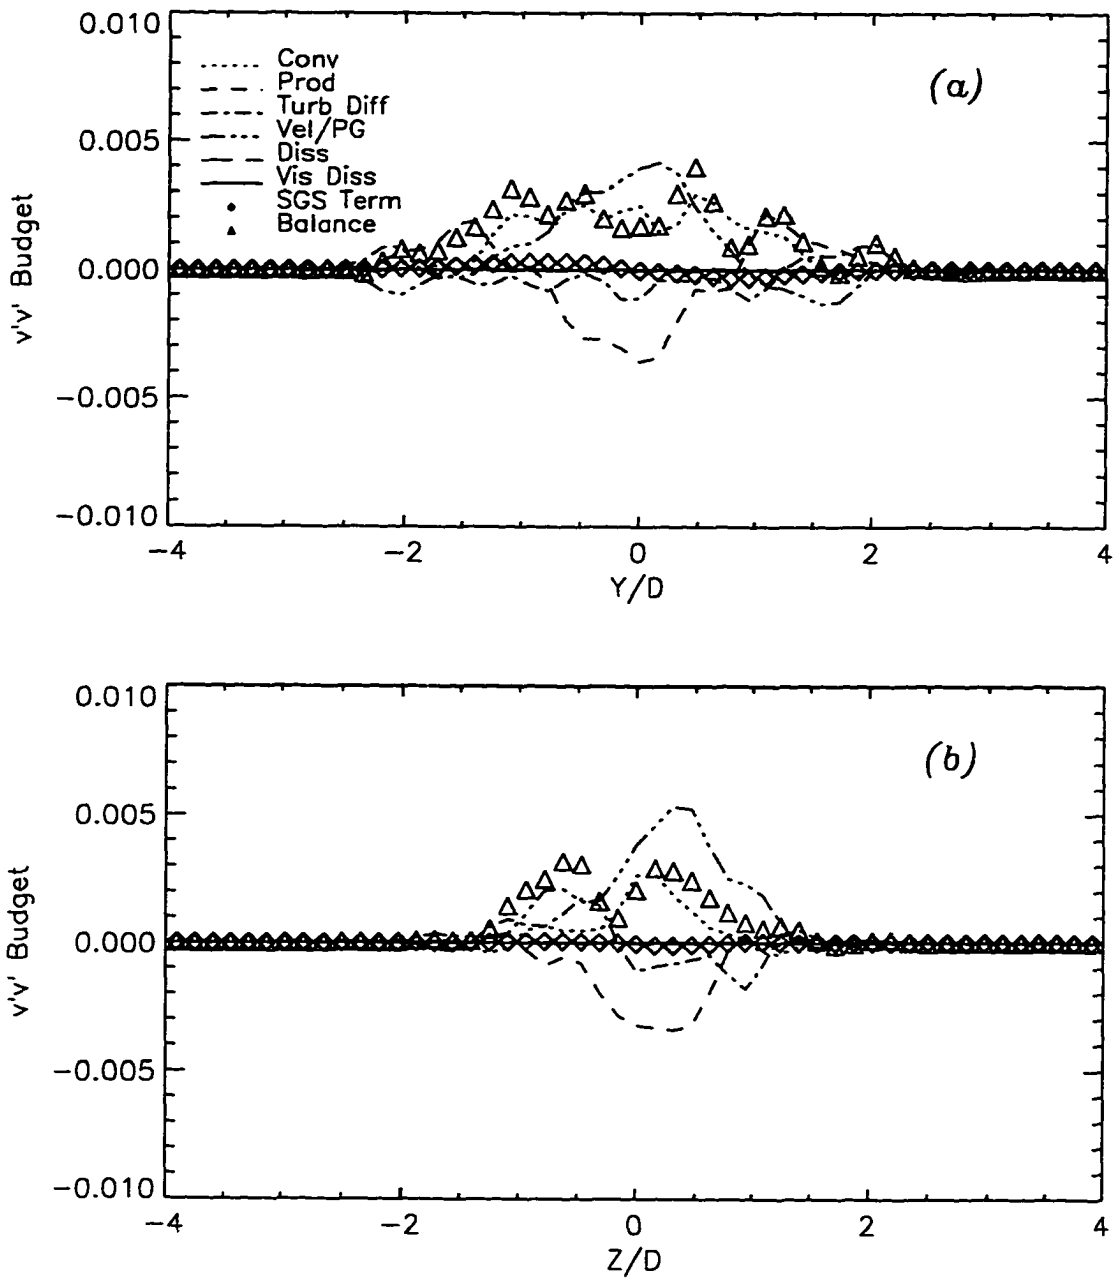 0.010
0.005
0.000
−0.005
−0.010
v'v' Budget
Conv
Prod
Turb Diff
Vel/PG
Diss
Vis Diss
SGS Term
Balance
(a)
−4
−2
0
2
4
Y/D
0.010
0.005
0.000
−0.005
−0.010
v'v' Budget
(b)
−4
−2
0
2
4
Z/D